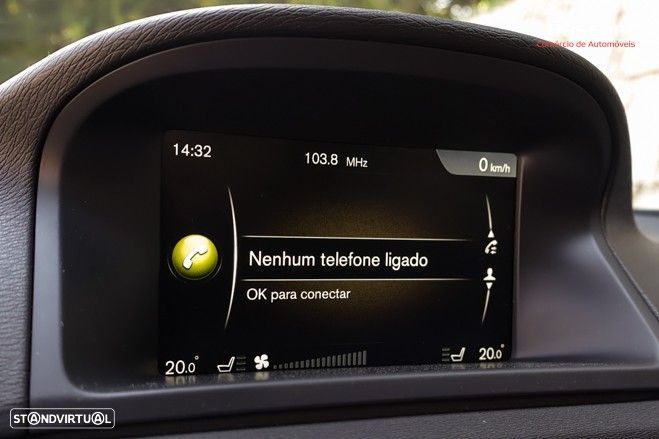 Comércio de Automóveis
14:32
103.8 MHz
0 km/h
Nenhum telefone ligado
OK para conectar
20.0°
20.0°
STANDVIRTUAL